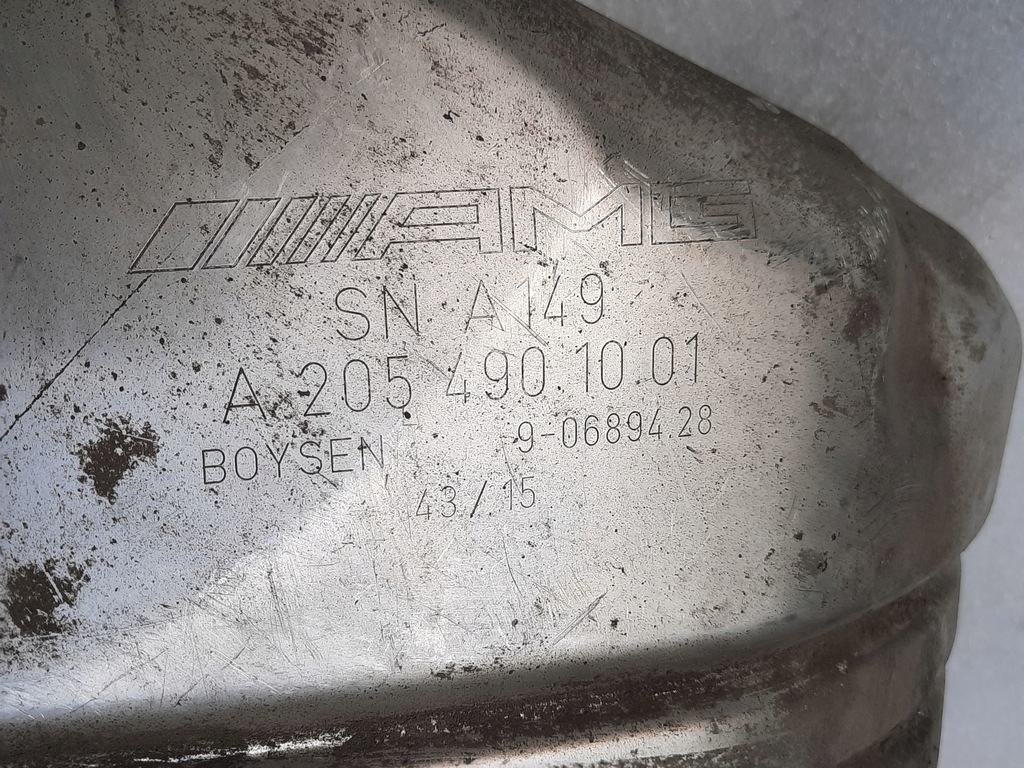 AMG
SN A149
A 205 490 10 01
BOYSEN 9-06894.28
43/.15